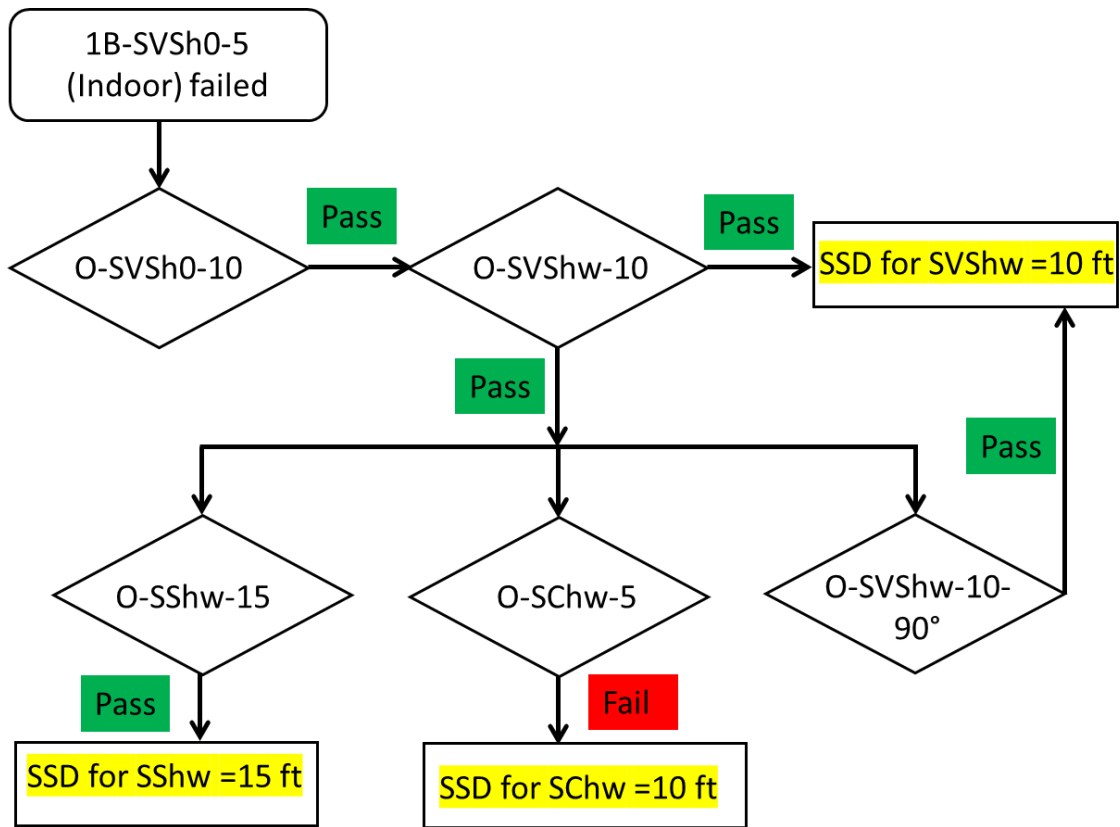 1B-SVSh0-5
(Indoor) failed
O-SVSh0-10
Pass
O-SVShw-10
Pass
SSD for SVShw =10 ft
Pass
Pass
O-SShw-15
O-SChw-5
O-SVShw-10-
90°
Pass
Fail
SSD for SShw =15 ft
SSD for SChw =10 ft